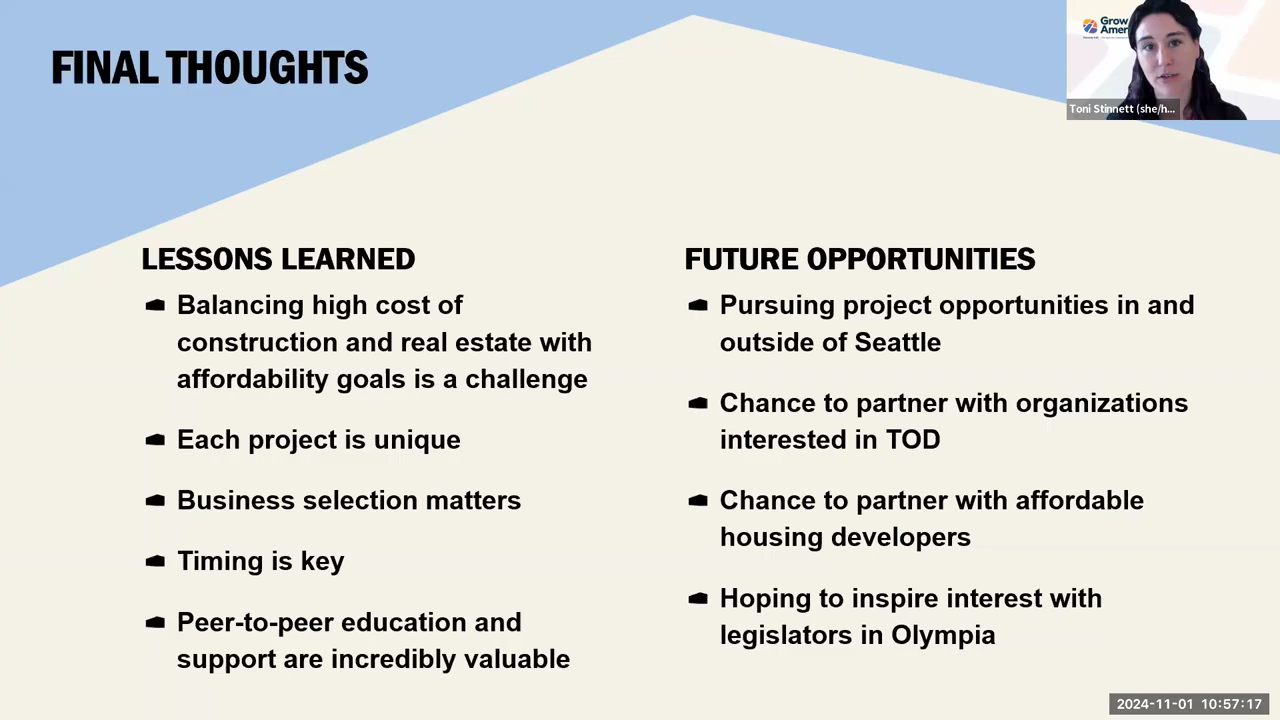 FINAL THOUGHTS
Grow
Amer
Toni Stinnett (she/h...
LESSONS LEARNED
Balancing high cost of
construction and real estate with
affordability goals is a challenge
Each project is unique
Business selection matters
Timing is key
Peer-to-peer education and
support are incredibly valuable
FUTURE OPPORTUNITIES
Pursuing project opportunities in and
outside of Seattle
Chance to partner with organizations
interested in TOD
Chance to partner with affordable
housing developers
Hoping to inspire interest with
legislators in Olympia
2024-11-01 10:57:17